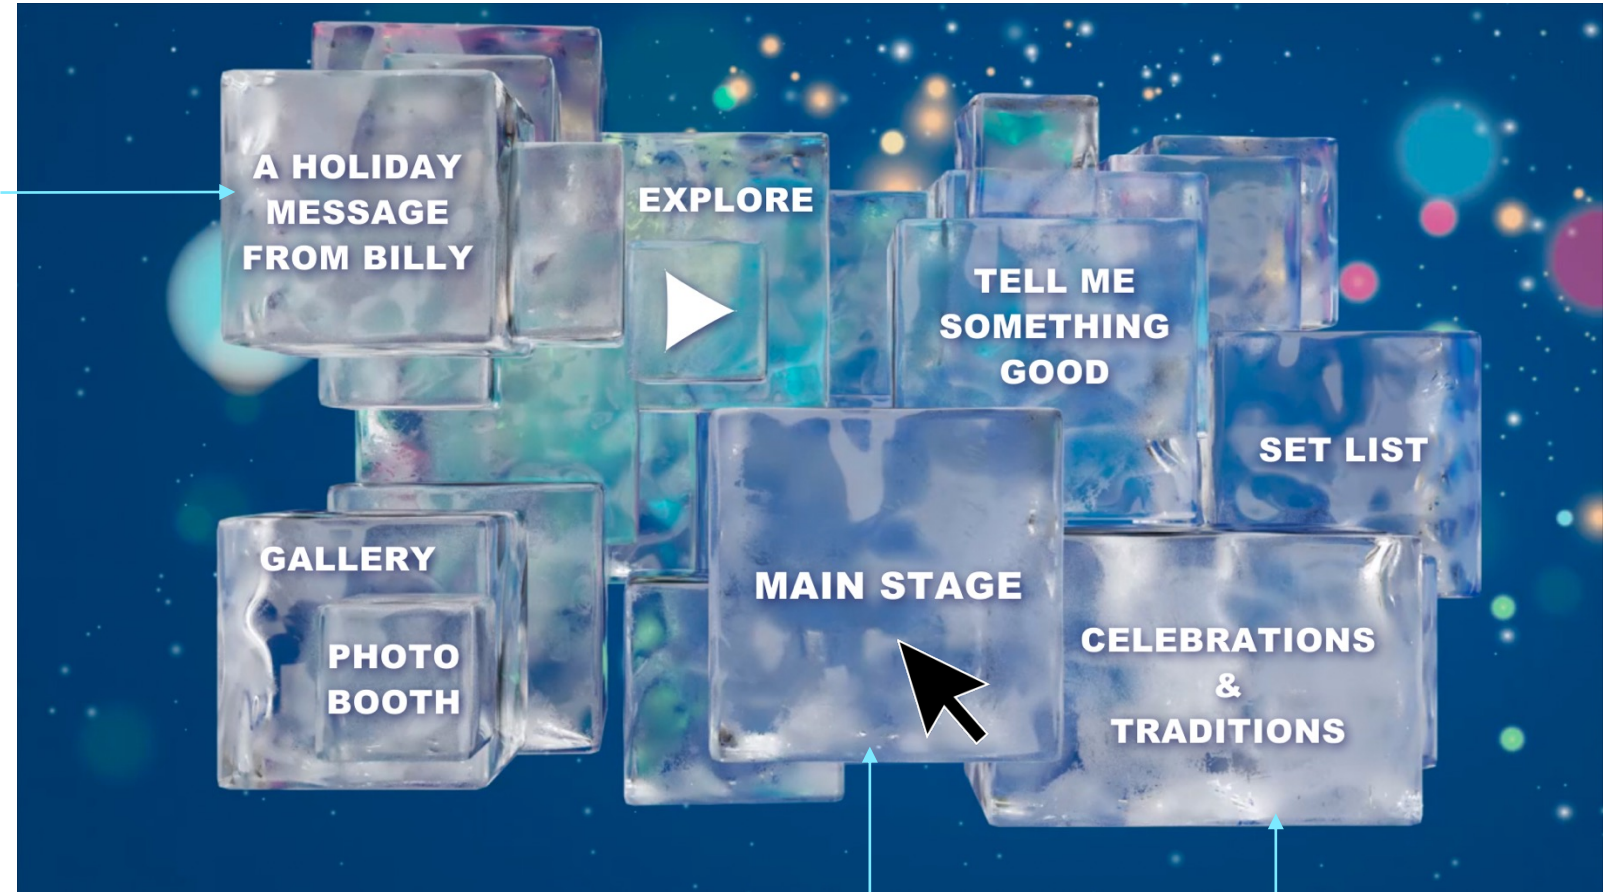 A HOLIDAY
MESSAGE
FROM BILLY
EXPLORE
TELL ME
SOMETHING
GOOD
SET LIST
GALLERY
PHOTO
BOOTH
MAIN STAGE
CELEBRATIONS
&
TRADITIONS